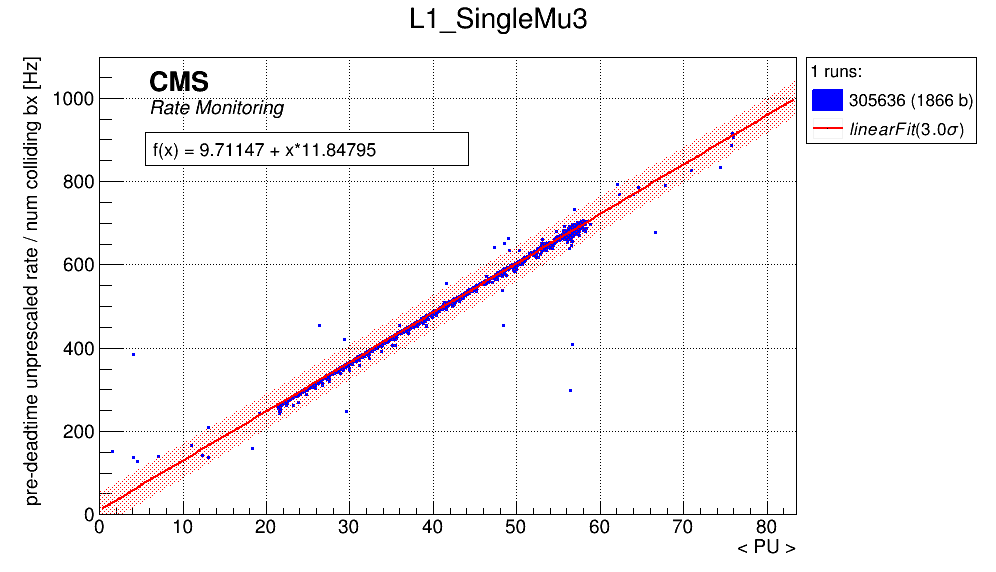 L1_SingleMu3
pre-deadtime unprescaled rate / num colliding bx [Hz]
CMS
Rate Monitoring
f(x) = 9.71147 + x*11.84795
1 runs:
305636 (1866 b)
linearFit(3.0σ)
1000
800
600
400
200
0
0 10 20 30 40 50 60 70 80
< PU >